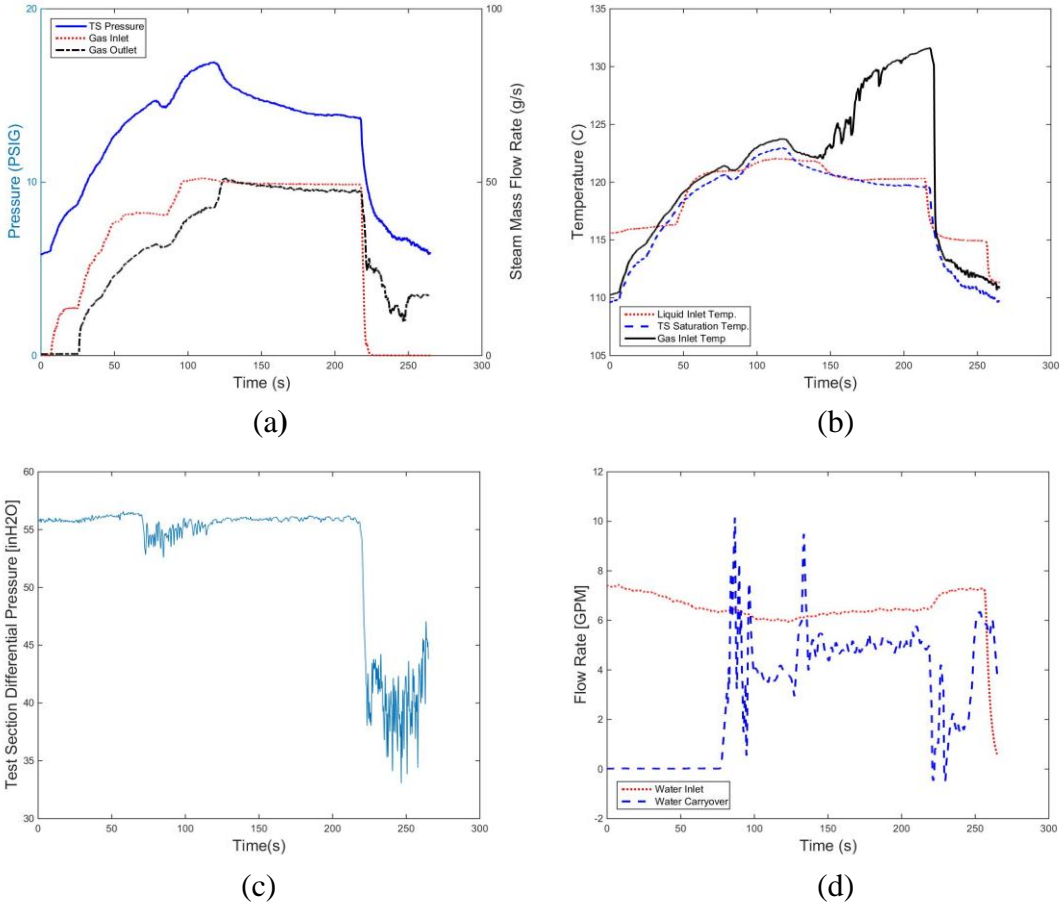 20
10
0
Pressure (PSIG)
TS Pressure
Gas Inlet
Gas Outlet
100
50
0
Steam Mass Flow Rate (g/s)
0 50 100 150 200 250 300
Time (s)
(a)
135
130
125
120
115
110
105
Temperature (C)
Liquid Inlet Temp.
TS Saturation Temp.
Gas Inlet Temp
0 50 100 150 200 250 300
Time(s)
(b)
60
55
50
45
40
35
30
Test Section Differential Pressure [inH2O]
0 50 100 150 200 250 300
Time(s)
(c)
12
10
8
6
4
2
0
-2
Flow Rate [GPM]
Water Inlet
Water Carryover
0 50 100 150 200 250 300
Time (s)
(d)